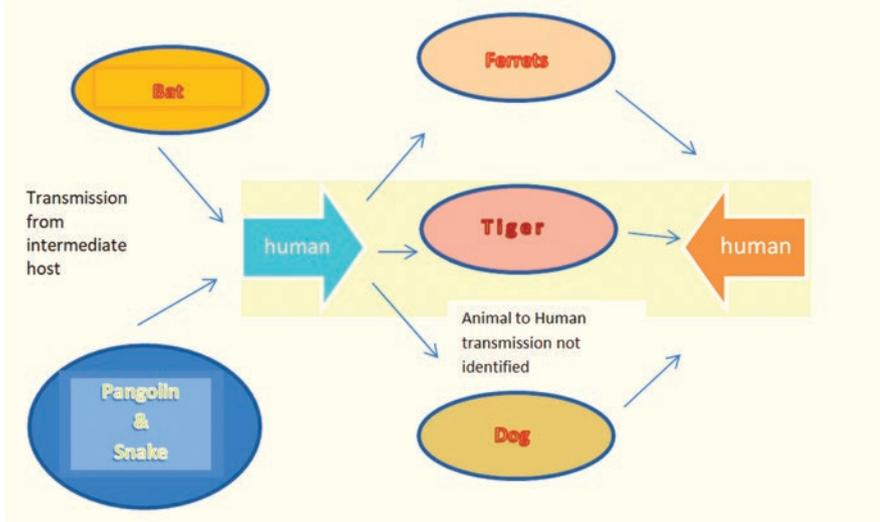 Bat
Ferrets
Transmission
from
intermediate
host
human
Tiger
human
Animal to Human
transmission not
identified
Pangolin
&
Snake
Dog